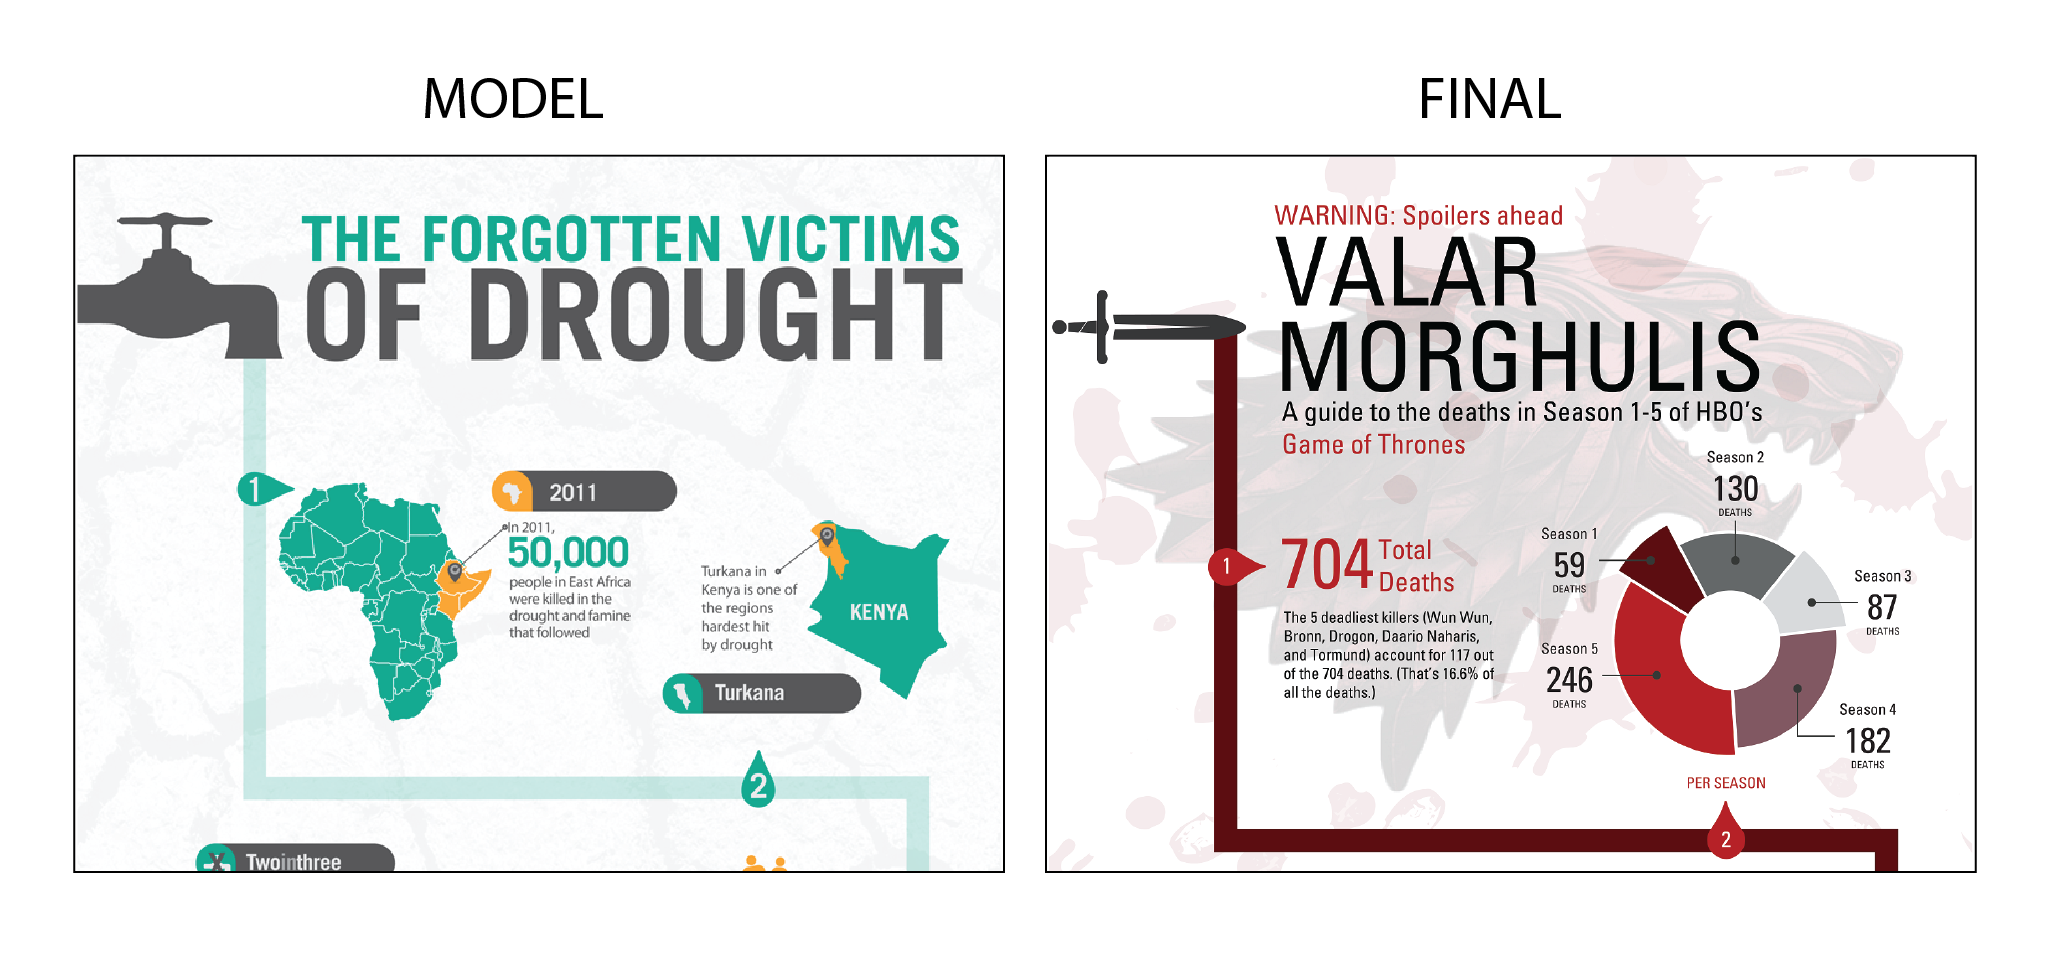 MODEL
THE FORGOTTEN VICTIMS
OF DROUGHT
1
2011
In 2011,
50,000
people in East Africa
were killed in the
drought and famine
that followed
Turkana in
Kenya is one of
the regions
hardest hit
by drought
KENYA
Turkana
2
Twointhree
FINAL
WARNING: Spoilers ahead
VALAR
MORGHULIS
A guide to the deaths in Season 1-5 of HBO's
Game of Thrones
1
704 Total
Deaths
The 5 deadliest killers (Wun Wun,
Bronn, Drogon, Daario Naharis,
and Tormund) account for 117 out
of the 704 deaths. (That's 16.6% of
all the deaths.)
Season 1
59
DEATHS
Season 2
130
DEATHS
Season 3
87
DEATHS
Season 4
182
DEATHS
Season 5
246
DEATHS
PER SEASON
2